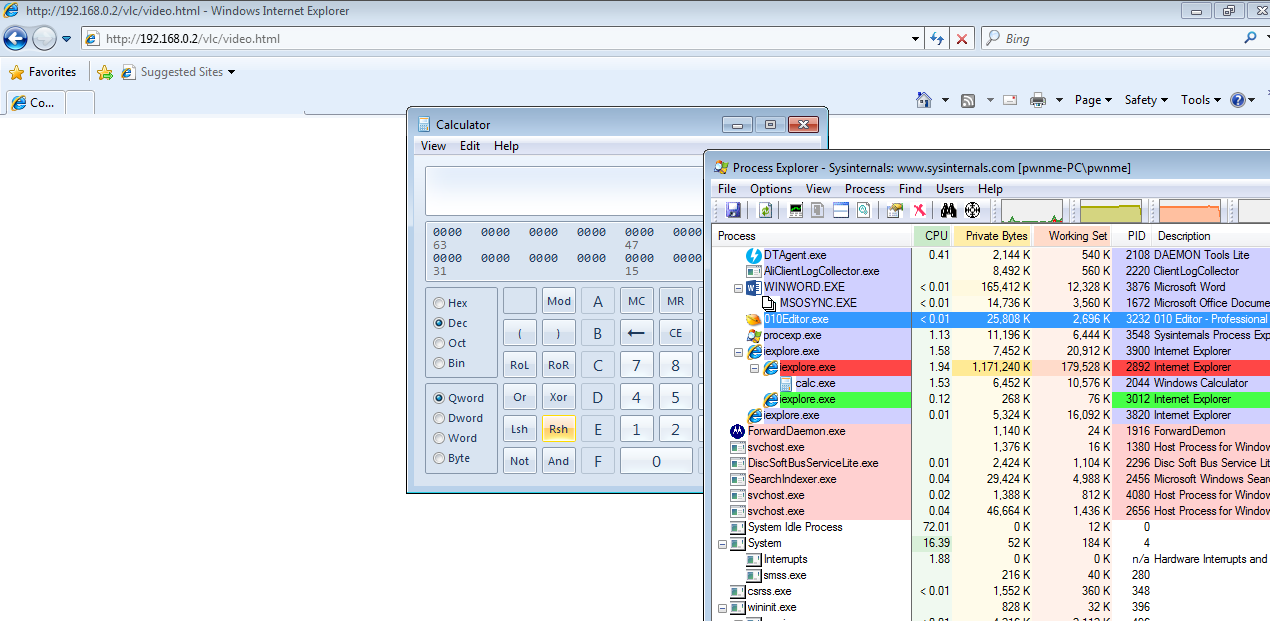 http://192.168.0.2/vlc/video.html - Windows Internet Explorer
http://192.168.0.2/vlc/video.html
Bing
Favorites
Suggested Sites
Co...
Page
Safety
Tools
Calculator
View Edit Help
0000 0000 0000 0000 0000 0000
63 47
0000 0000 0000 0000 0000 0000
31 15
Hex
Dec
Oct
Bin
Qword
Dword
Word
Byte
Mod A MC MR
( ) B ← CE
RoL RoR C 7 8
Or Xor D 4 5
Lsh Rsh E 1 2
Not And F 0
Process Explorer - Sysinternals: www.sysinternals.com [pwnme-PC\pwnme]
File Options View Process Find Users Help
Process CPU Private Bytes Working Set PID Description
DTAgent.exe 0.41 2,144 K 540 K 2108 DAEMON Tools Lite
AliClientLogCollector.exe 8,492 K 560 K 2220 ClientLogCollector
WINWORD.EXE < 0.01 165,412 K 12,328 K 3876 Microsoft Word
MSOSYNC.EXE < 0.01 14,736 K 3,560 K 1672 Microsoft Office Docume
010Editor.exe < 0.01 25,808 K 2,696 K 3232 010 Editor - Professional
procexp.exe 1.13 11,196 K 6,444 K 3548 Sysinternals Process Exp
iexplore.exe 1.58 7,452 K 20,912 K 3900 Internet Explorer
iexplore.exe 1.94 1,171,240 K 179,528 K 2892 Internet Explorer
calc.exe 1.53 6,452 K 10,576 K 2044 Windows Calculator
iexplore.exe 0.12 268 K 76 K 3012 Internet Explorer
iexplore.exe 0.01 5,324 K 16,092 K 3820 Internet Explorer
ForwardDaemon.exe 1,140 K 24 K 1916 ForwardDemon
svchost.exe 1,376 K 16 K 1380 Host Process for Window
DiscSoftBusServiceLite.exe 0.01 2,424 K 1,104 K 2296 Disc Soft Bus Service Lit
SearchIndexer.exe 0.04 29,424 K 4,988 K 2456 Microsoft Windows Sear
svchost.exe 0.02 1,388 K 812 K 4080 Host Process for Window
svchost.exe 0.04 46,664 K 1,436 K 2656 Host Process for Window
System Idle Process 72.01 0 K 12 K 0
System 16.39 52 K 184 K 4
Interrupts 1.88 0 K 0 K n/a Hardware Interrupts and
smss.exe 216 K 40 K 280
csrss.exe < 0.01 1,552 K 360 K 348
wininit.exe 828 K 32 K 396